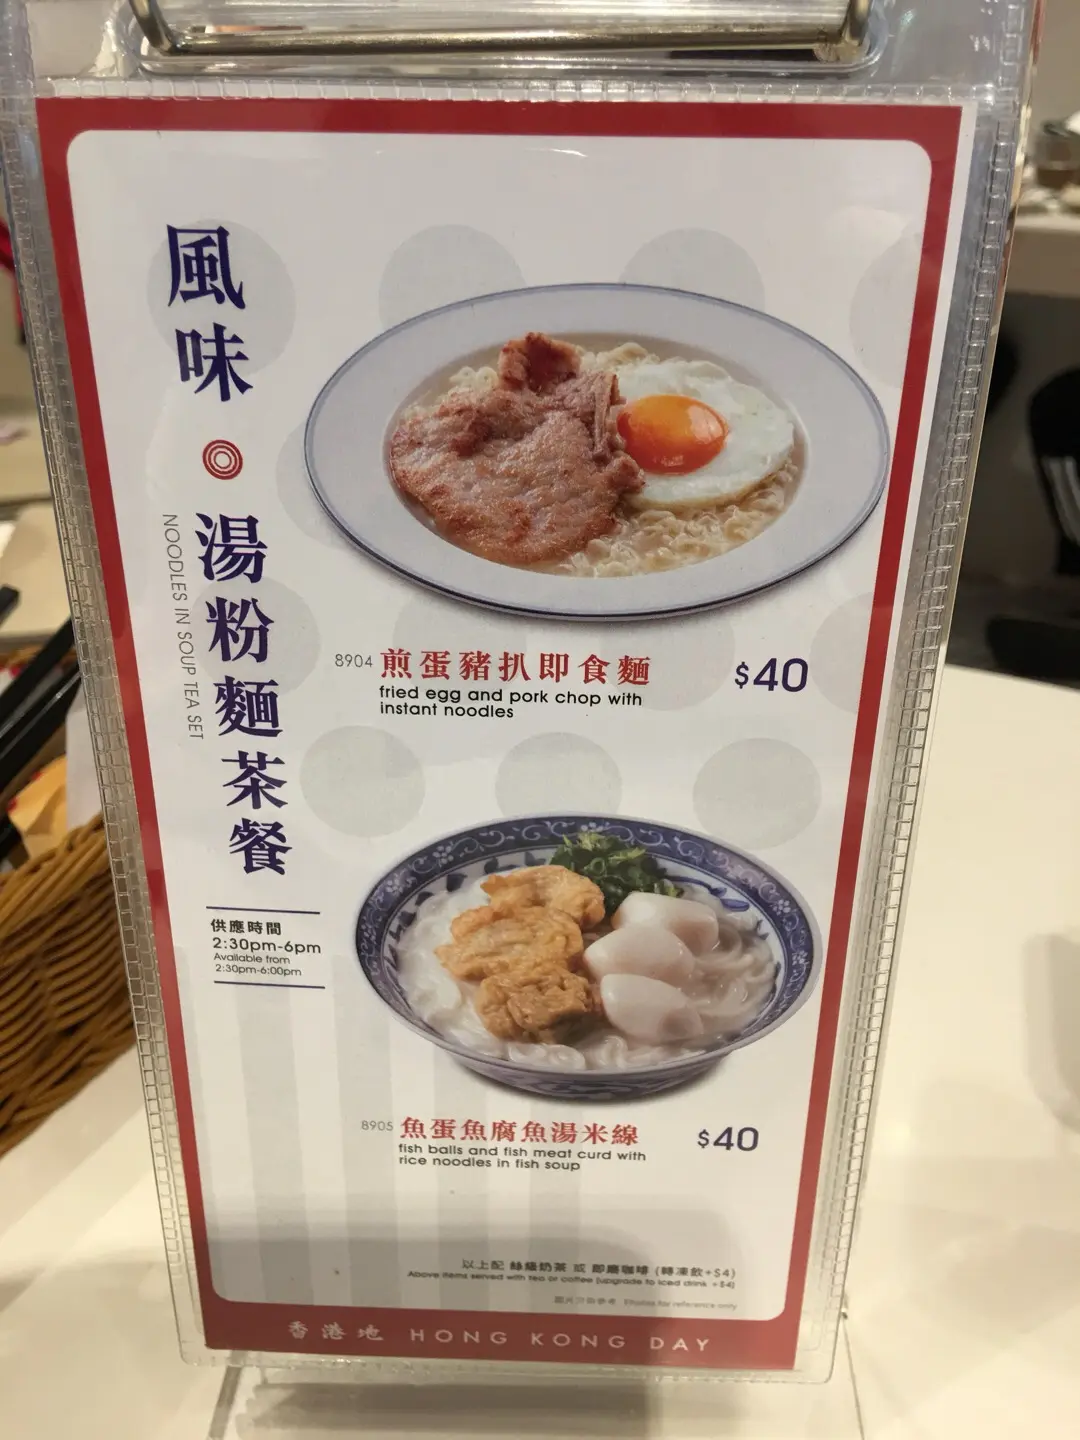 風味
湯粉麵茶餐
NOODLES IN SOUP TEA SET
供應時間
2:30pm-6pm
Available from
2:30pm-6:00pm
8904 煎蛋豬扒即食麵 $40
fried egg and pork chop with
instant noodles
8905 魚蛋魚腐魚湯米線 $40
fish balls and fish meat curd with
rice noodles in fish soup
以上配 絲緬奶茶 或 即磨咖啡 (轉凍飲+$4)
Above items served with tea or coffee (upgrade to iced drink +$4)
圖片只供參考 Photos for reference only
香港地 HONG KONG DAY